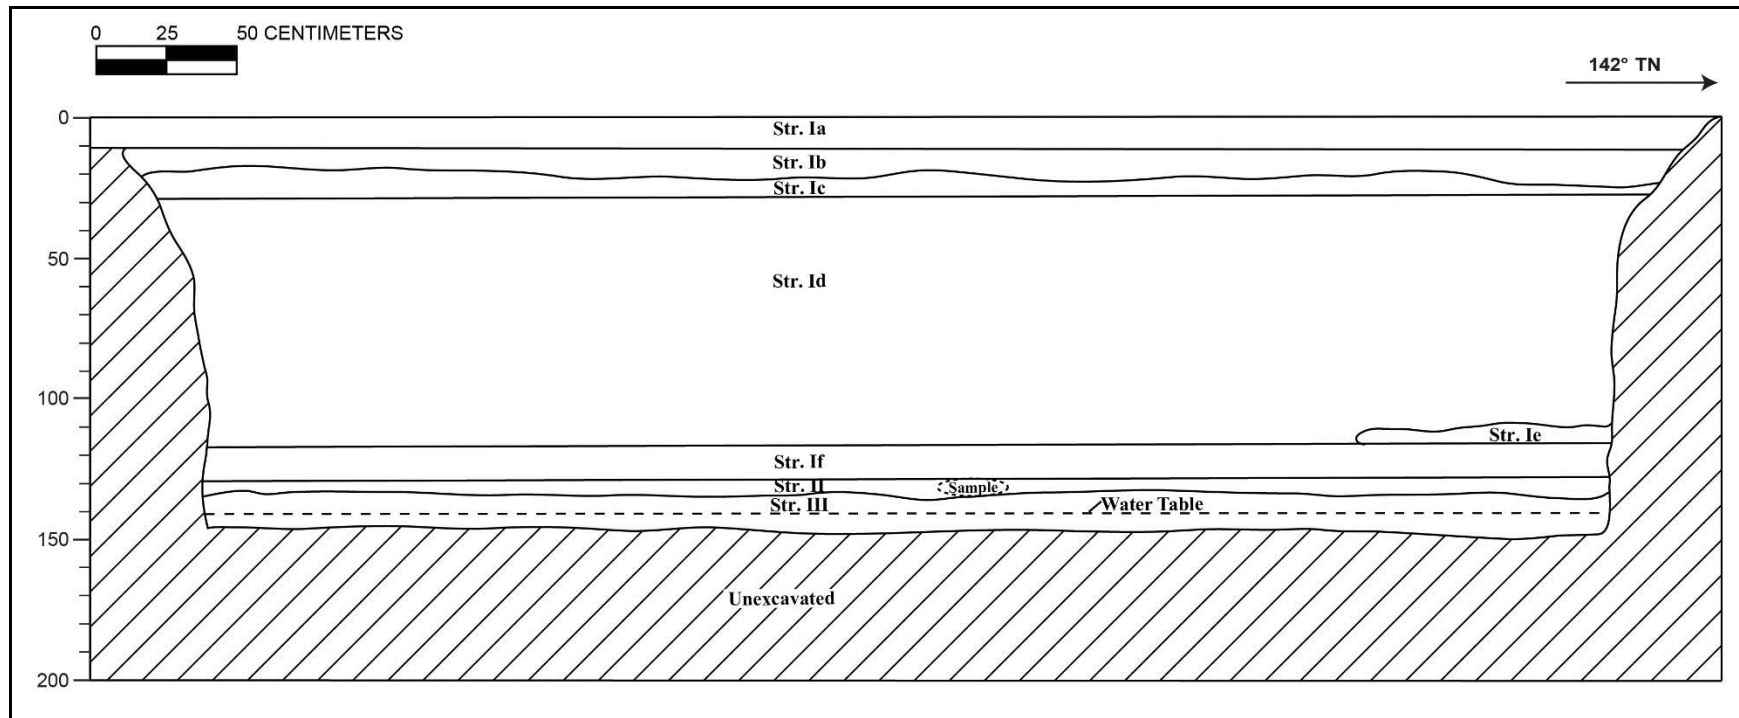 0 25 50 CENTIMETERS
142° TN
0
Str. Ia
Str. Ib
Str. Ic
50
Str. Id
100
Str. Ie
Str. If
Str. II
Sample
Str. III
Water Table
150
Unexcavated
200